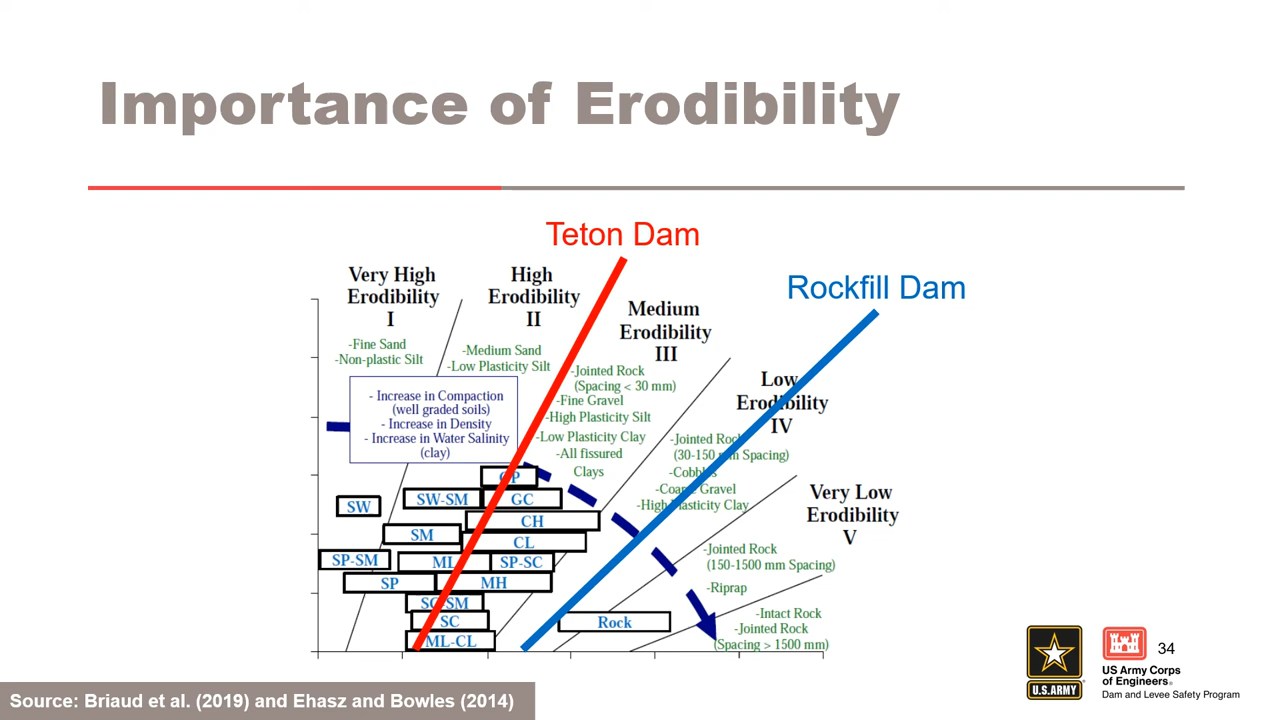 Importance of Erodibility
Teton Dam
Rockfill Dam
Very High
Erodibility
I
High
Erodibility
II
Medium
Erodibility
III
Low
Erodibility
IV
Very Low
Erodibility
V
-Fine Sand
-Non-plastic Silt
-Medium Sand
-Low Plasticity Silt
-Jointed Rock
(Spacing < 30 mm)
-Fine Gravel
-High Plasticity Silt
-Low Plasticity Clay
-All fissured
Clays
-Jointed Rock
(30-150 mm Spacing)
-Cobbles
-Coarse Gravel
-High Plasticity Clay
-Jointed Rock
(150-1500 mm Spacing)
-Riprap
-Intact Rock
-Jointed Rock
(Spacing > 1500 mm)
- Increase in Compaction
(well graded soils)
- Increase in Density
- Increase in Water Salinity
(clay)
GP
SW
SW-SM
GC
CH
SM
CL
SP-SM
ML
SP-SC
SP
MH
SC-SM
SC
Rock
ML-CL
U.S.ARMY
US Army Corps
of Engineers®
Dam and Levee Safety Program
34
Source: Briaud et al. (2019) and Ehasz and Bowles (2014)